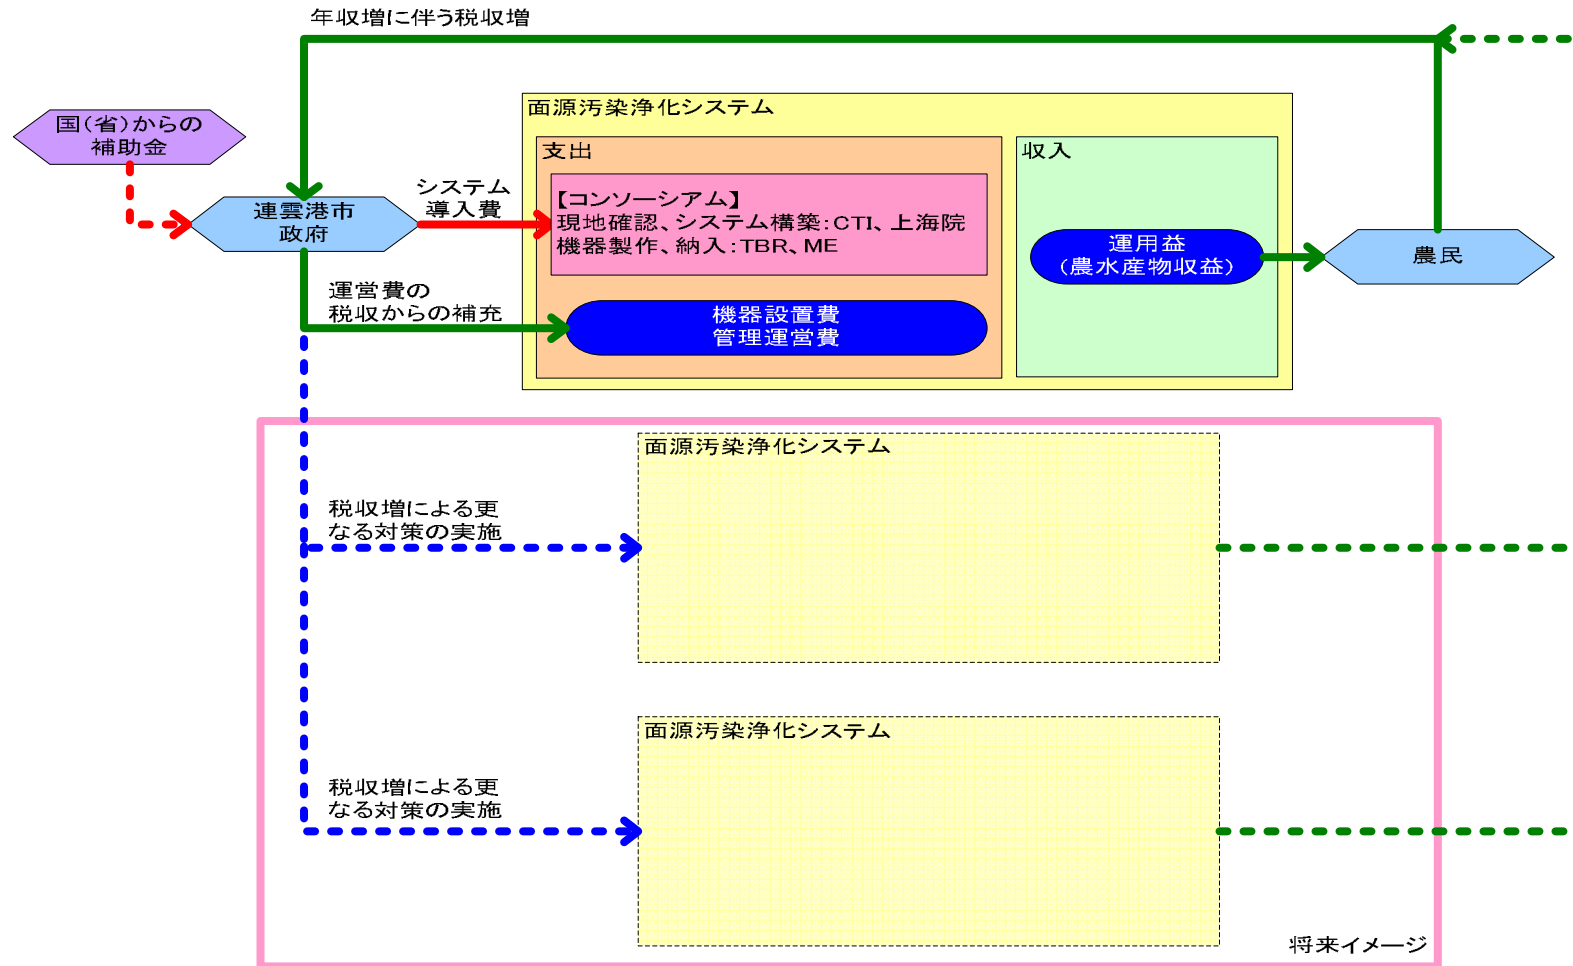 年収増に伴う税収増
国(省)からの
補助金
連雲港市
政府
システム
導入費
面源汚染浄化システム
支出
【コンソーシアム】
現地確認、システム構築:CTI、上海院
機器製作、納入:TBR、ME
収入
運用益
(農水産物収益)
農民
運営費の
税収からの補充
機器設置費
管理運営費
面源汚染浄化システム
税収増による更
なる対策の実施
面源汚染浄化システム
税収増による更
なる対策の実施
将来イメージ